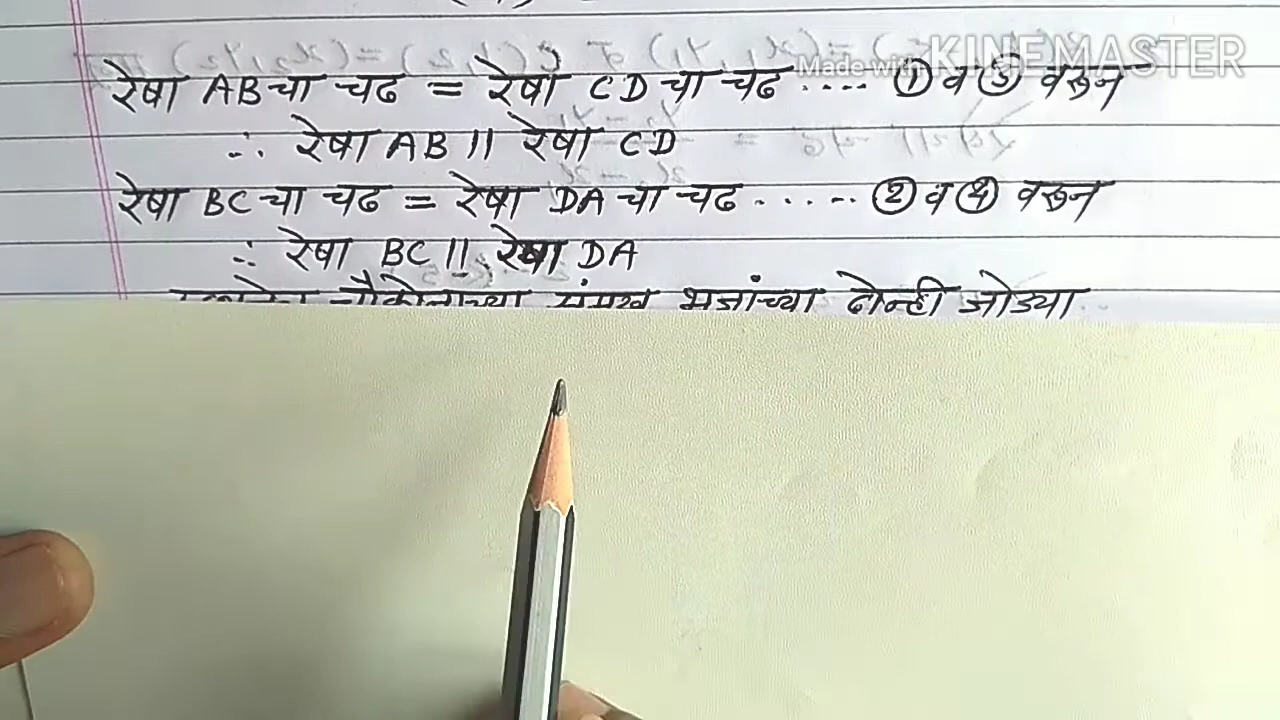 Made with KINEMASTER
रेषा AB चा चढ = रेषा CD चा चढ ..... ① व ③ वरून
∴ रेषा AB || रेषा CD
रेषा BC चा चढ = रेषा DA चा चढ ...... ② व ④ वरून
∴ रेषा BC || रेषा DA
चौकोनाच्या संमुख भुजांच्या दोन्ही जोड्या